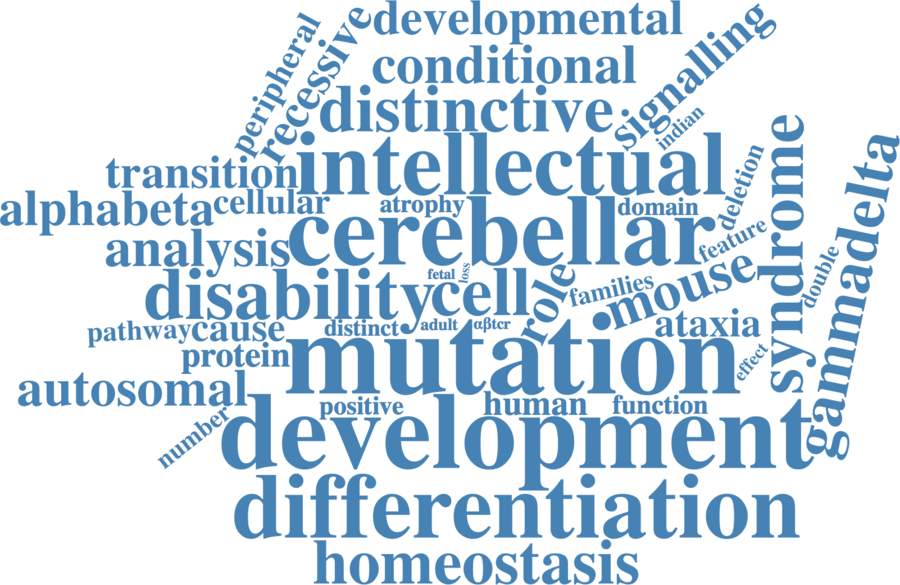 developmental
peripheral
recessive
conditional
signalling
distinctive
indian
intellectual
transition
deletion
syndrome
gammadelta
alphabeta
cellular
atrophy
domain
cerebellar
analysis
feature
fetal
loss
double
disability
cell
role
families
•mouse
pathway
cause
distinct
adult
αβtcr
ataxia
protein
mutation
effect
autosomal
positive
human
function
number
development
differentiation
homeostasis